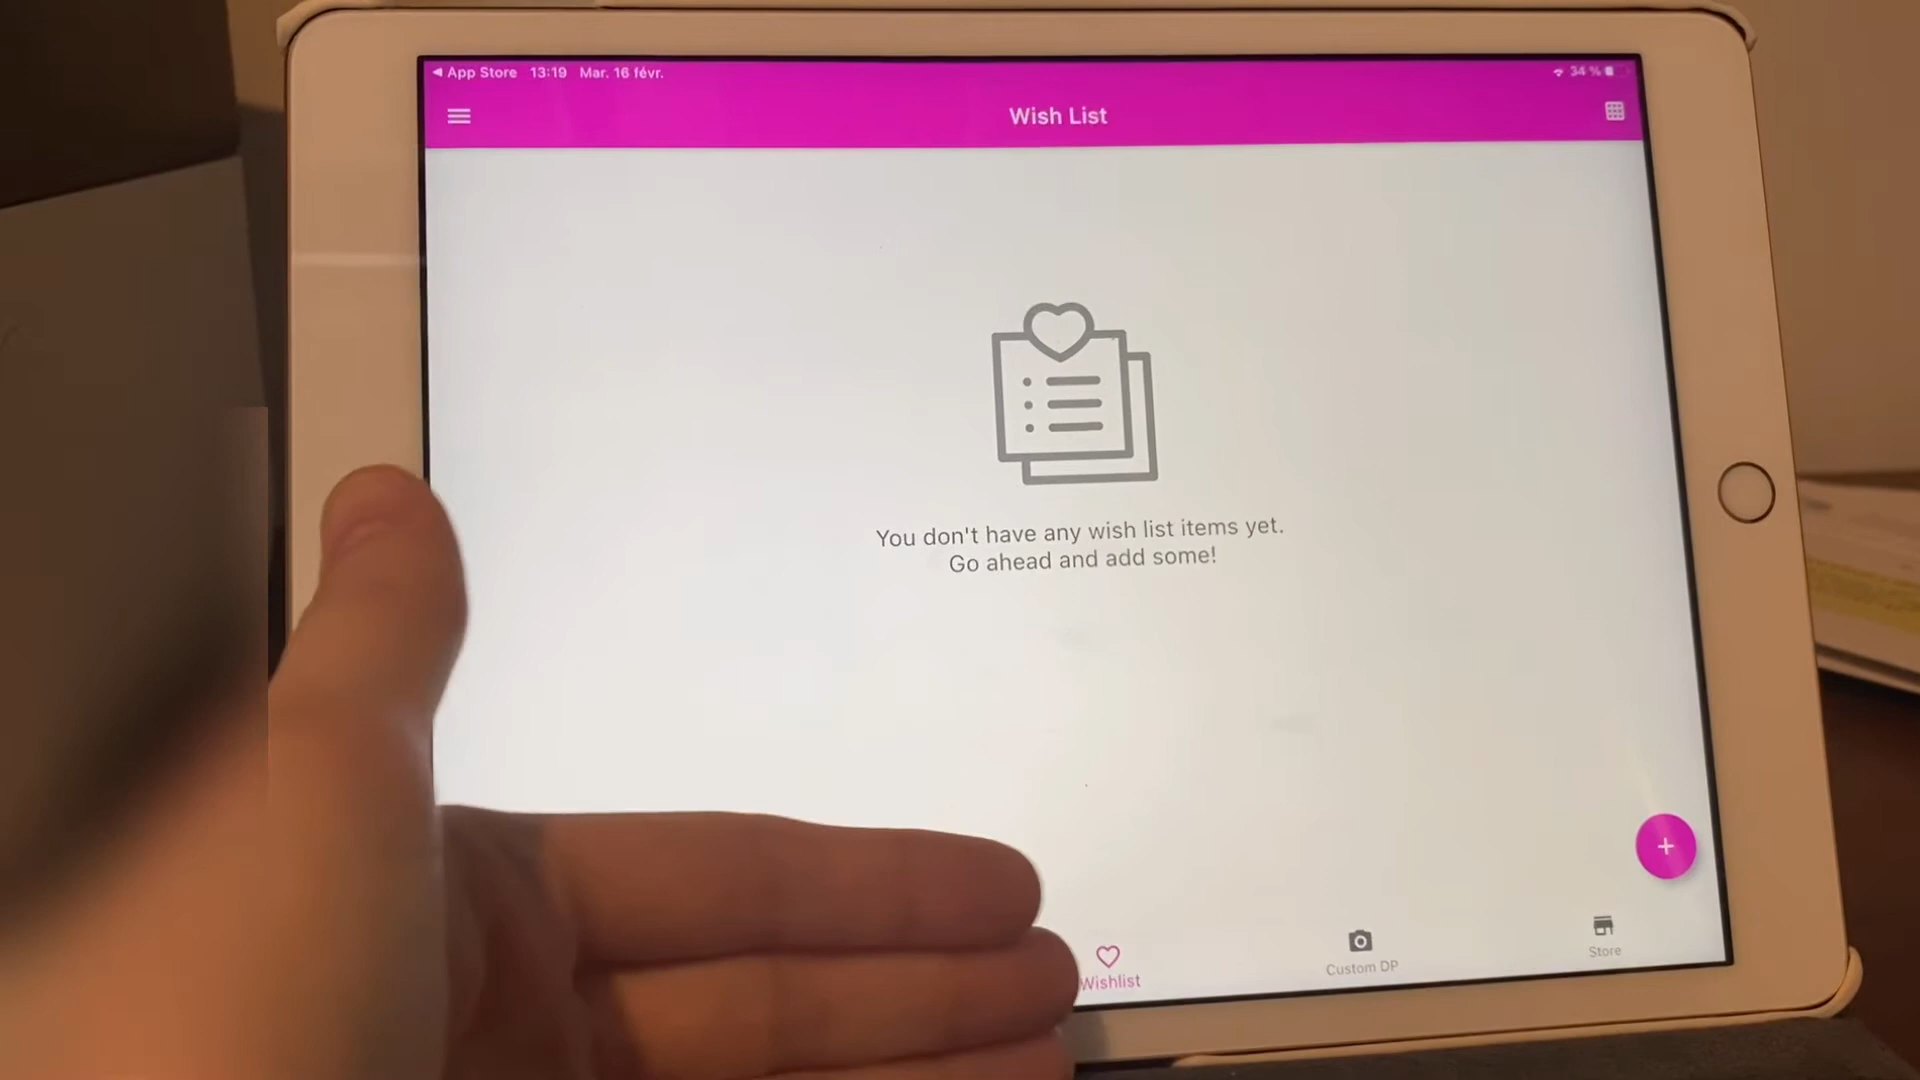 ◀ App Store 13:19 Mar. 16 févr.
34 %
Wish List
You don't have any wish list items yet.
Go ahead and add some!
Wishlist
Custom DP
Store